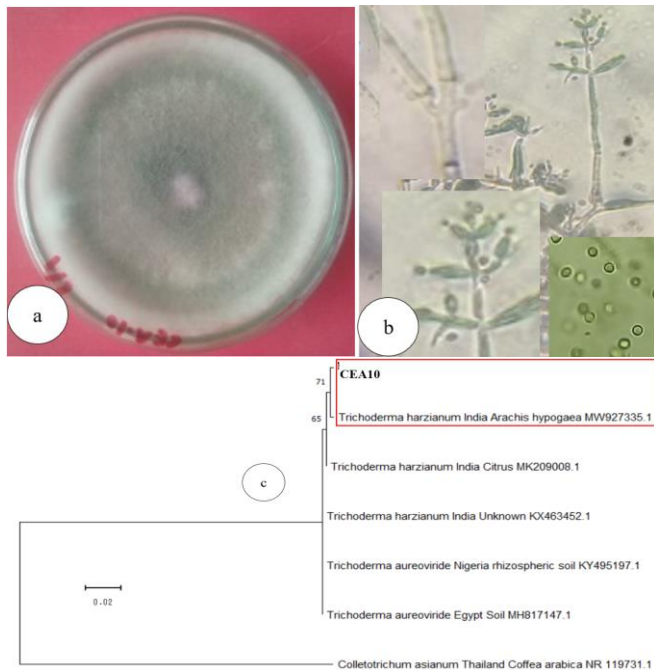 a
b
71
CEA10
65
Trichoderma harzianum India Arachis hypogaea MW927335.1
Trichoderma harzianum India Citrus MK209008.1
c
Trichoderma harzianum India Unknown KX463452.1
Trichoderma aureoviride Nigeria rhizospheric soil KY495197.1
0.02
Trichoderma aureoviride Egypt Soil MH817147.1
Colletotrichum asianum Thailand Coffea arabica NR 119731.1